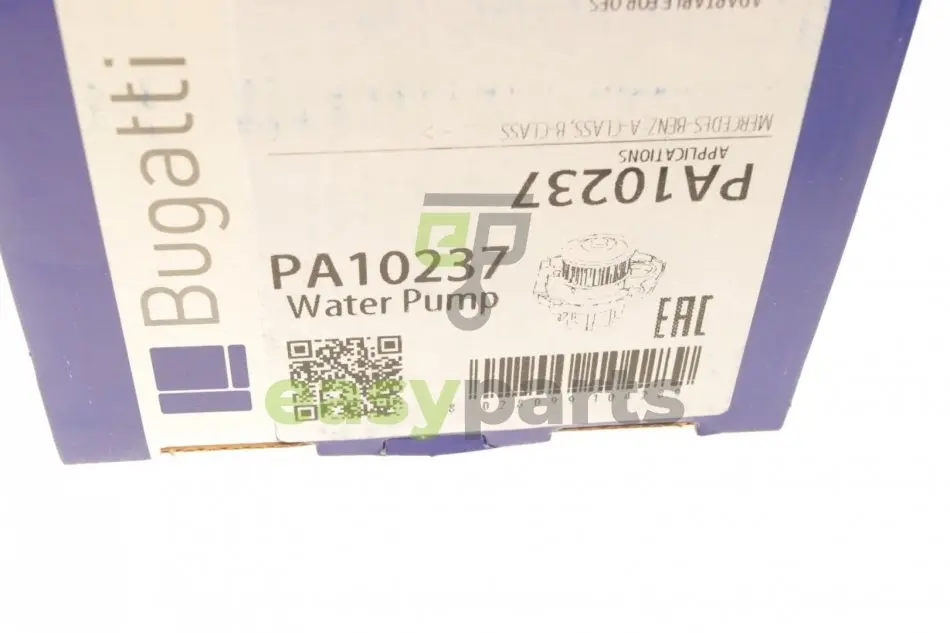 Bugatti
ADAPTABLE FOR OES
MERCEDES-BENZ A-CLASS, B-CLASS
APPLICATIONS
PA10237
PA10237
Water Pump
EAC
easyparts